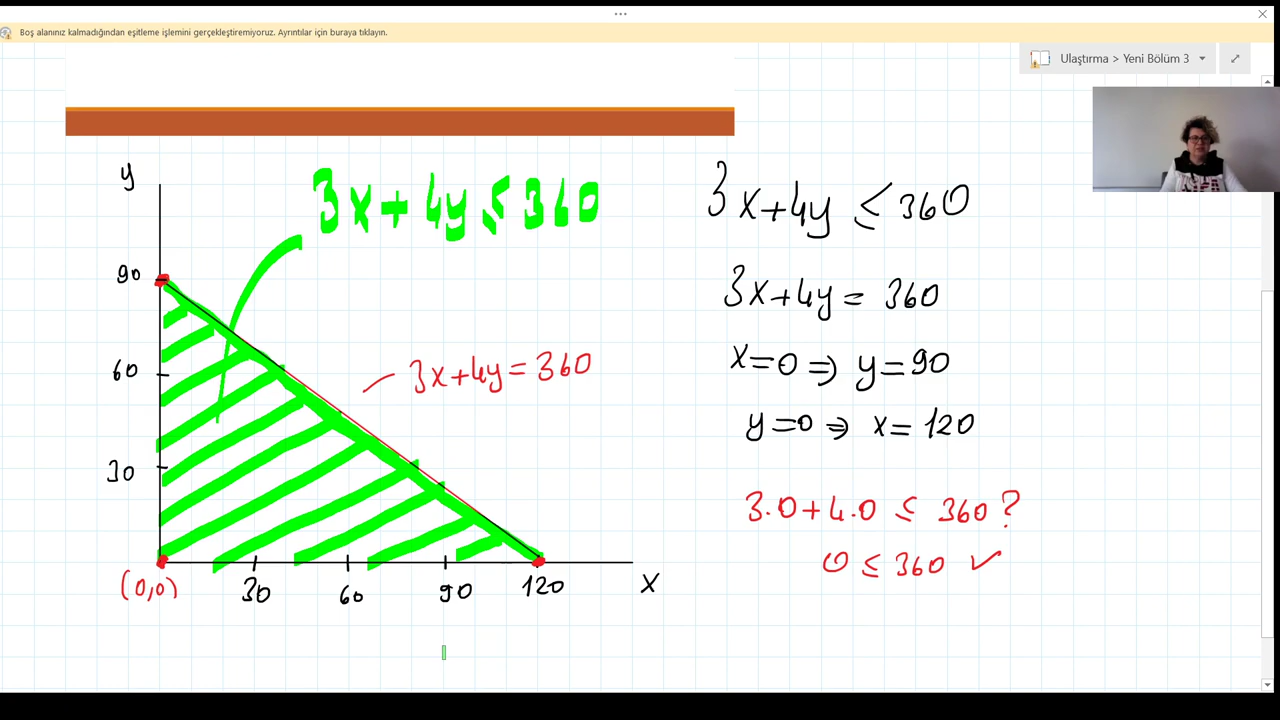 Boş alanınız kalmadığından eşitleme işlemini gerçekleştiremiyoruz. Ayrıntılar için buraya tıklayın.
Ulaştırma > Yeni Bölüm 3
y
3x+4y≤360
90
60
30
3x+4y=360
(0,0)
30
60
90
120
x
3x+4y≤360
3x+4y=360
x=0⇒y=90
y=0⇒x=120
3.0+4.0≤360?
0≤360✓